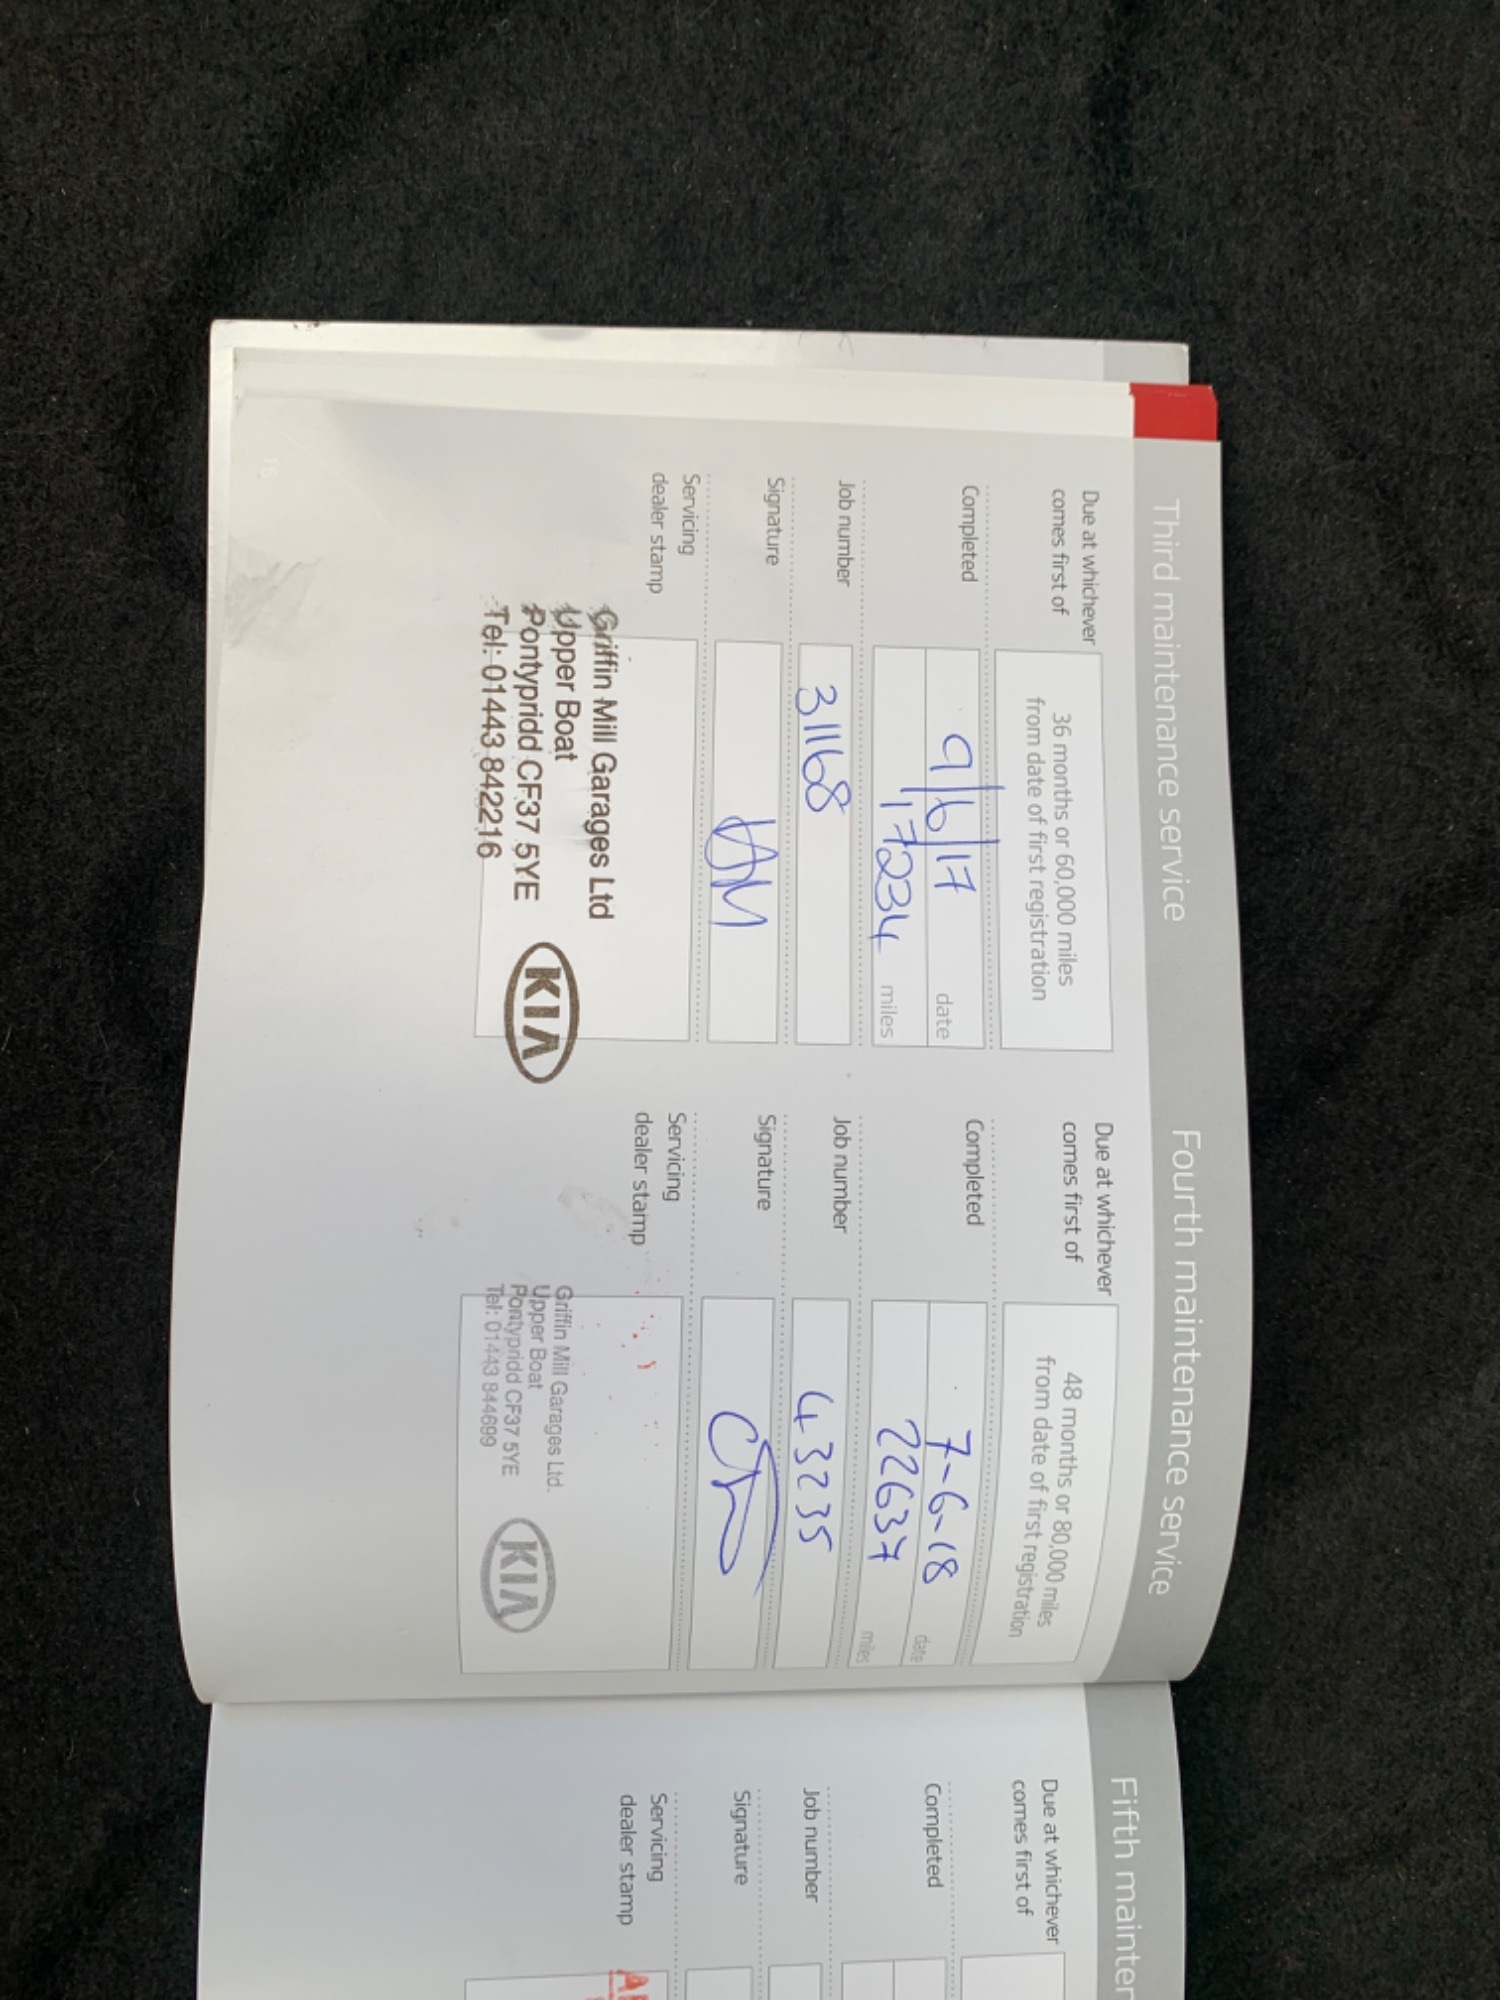 Third maintenance service
Due at whichever
comes first of
36 months or 60,000 miles
from date of first registration
Completed
9/6/17 date
17234 miles
Job number
31168
Signature
Servicing
dealer stamp
Griffin Mill Garages Ltd
Upper Boat
Pontypridd CF37 5YE
Tel: 01443 842216
KIA
16
Fourth maintenance service
Due at whichever
comes first of
48 months or 80,000 miles
from date of first registration
Completed
7-6-18 date
22637 miles
Job number
43235
Signature
Servicing
dealer stamp
Griffin Mill Garages Ltd.
Upper Boat
Pontypridd CF37 5YE
Tel: 01443 844699
KIA
Fifth mainten
Due at whichever
comes first of
Completed
Job number
Signature
Servicing
dealer stamp